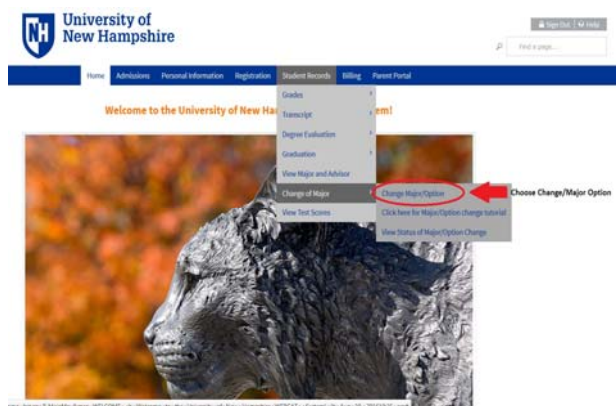 University of
New Hampshire
Sign Out | Help
Find a page...
Home Admissions Personal Information Registration Student Records Billing Parent Portal
Welcome to the University of New Ha em!
Grades
Transcript
Degree Evaluation
Graduation
View Major and Advisor
Change of Major
Change Major/Option
Choose Change/Major Option
View Test Scores
Click here for Major/Option change tutorial
View Status of Major/Option Change